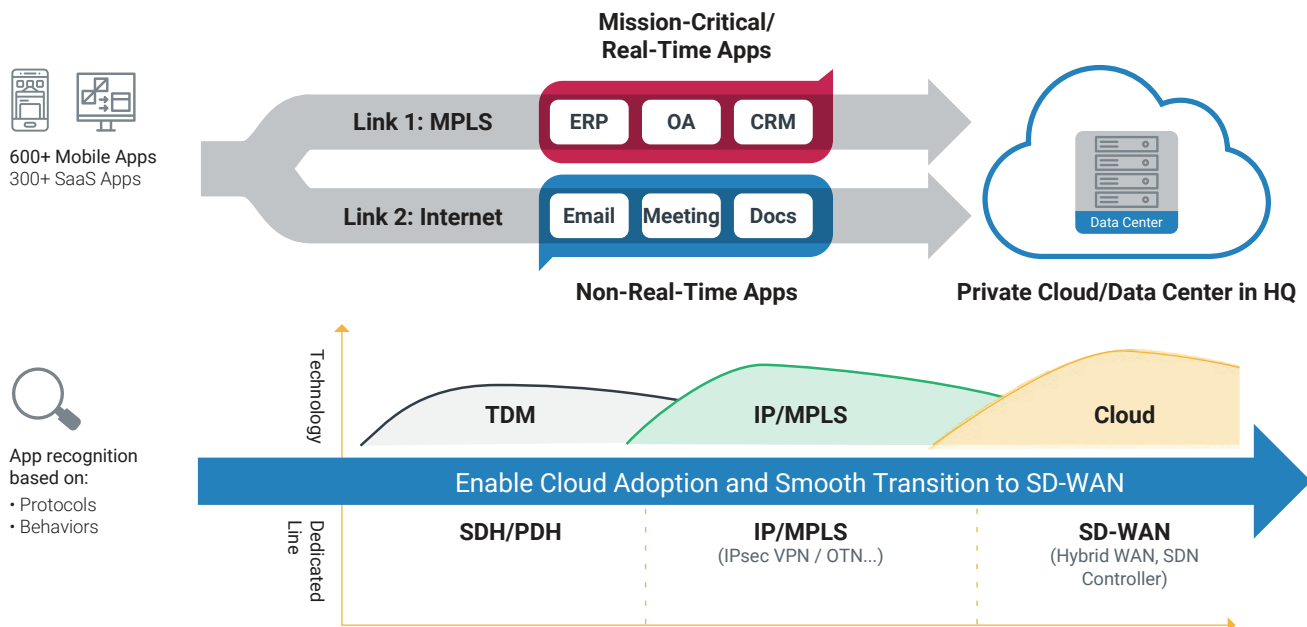 Mission-Critical/
Real-Time Apps
600+ Mobile Apps
300+ SaaS Apps
Link 1: MPLS
ERP
OA
CRM
Link 2: Internet
Email
Meeting
Docs
Non-Real-Time Apps
Data Center
Private Cloud/Data Center in HQ
App recognition
based on:
• Protocols
• Behaviors
Technology
TDM
IP/MPLS
Cloud
Enable Cloud Adoption and Smooth Transition to SD-WAN
Dedicated
Line
SDH/PDH
IP/MPLS
(IPsec VPN / OTN...)
SD-WAN
(Hybrid WAN, SDN
Controller)